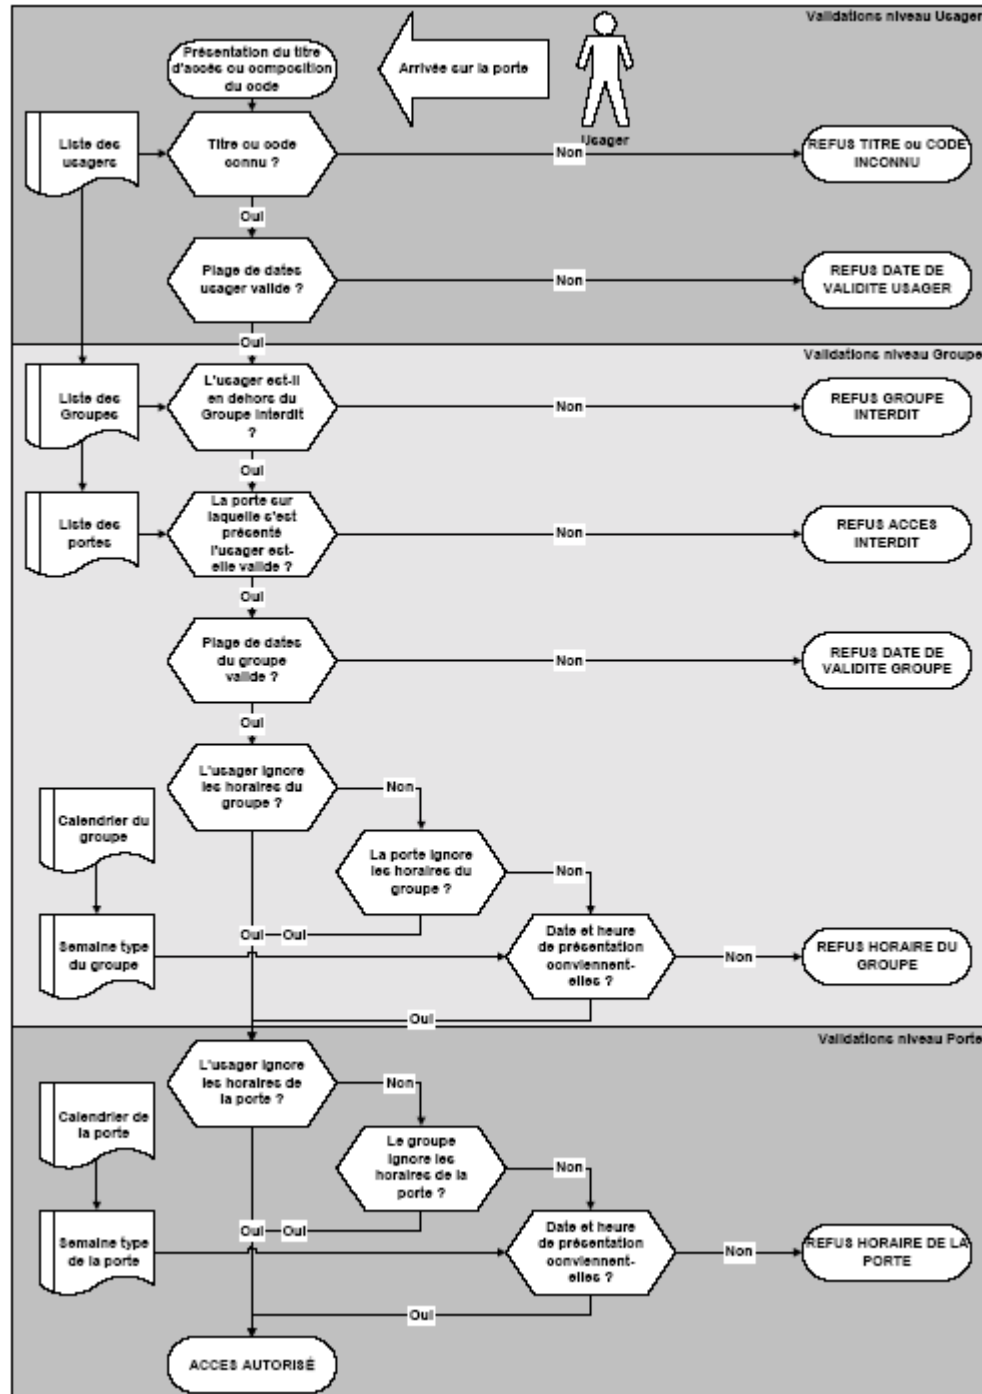 Validations niveau Usager
Présentation du titre
d'accès ou composition
du code
Arrivée sur la porte
Usager
Liste des
usagers
Titre ou code
connu ?
Non
REFUS TITRE ou CODE
INCONNU
Oui
Plage de dates
usager valide ?
Non
REFUS DATE DE
VALIDITE USAGER
Oui
Validations niveau Groupe
Liste des
Groupes
L'usager est-il
en dehors du
Groupe Interdit
?
Non
REFUS GROUPE
INTERDIT
Oui
Liste des
portes
La porte sur
laquelle s'est
présenté
l'usager est-
elle valide ?
Non
REFUS ACCES
INTERDIT
Oui
Plage de dates
du groupe
valide ?
Non
REFUS DATE DE
VALIDITE GROUPE
Oui
L'usager ignore
les horaires du
groupe ?
Non
Calendrier du
groupe
La porte ignore
les horaires du
groupe ?
Non
Oui
Oui
Semaine type
du groupe
Date et heure
de présentation
conviennent-
elles ?
Non
REFUS HORAIRE DU
GROUPE
Oui
Validations niveau Porte
L'usager ignore
les horaires de
la porte ?
Non
Calendrier de
la porte
Le groupe
ignore les
horaires de la
porte ?
Non
Oui
Oui
Semaine type
de la porte
Date et heure
de présentation
conviennent-
elles ?
Non
REFUS HORAIRE DE LA
PORTE
Oui
ACCES AUTORISÉ